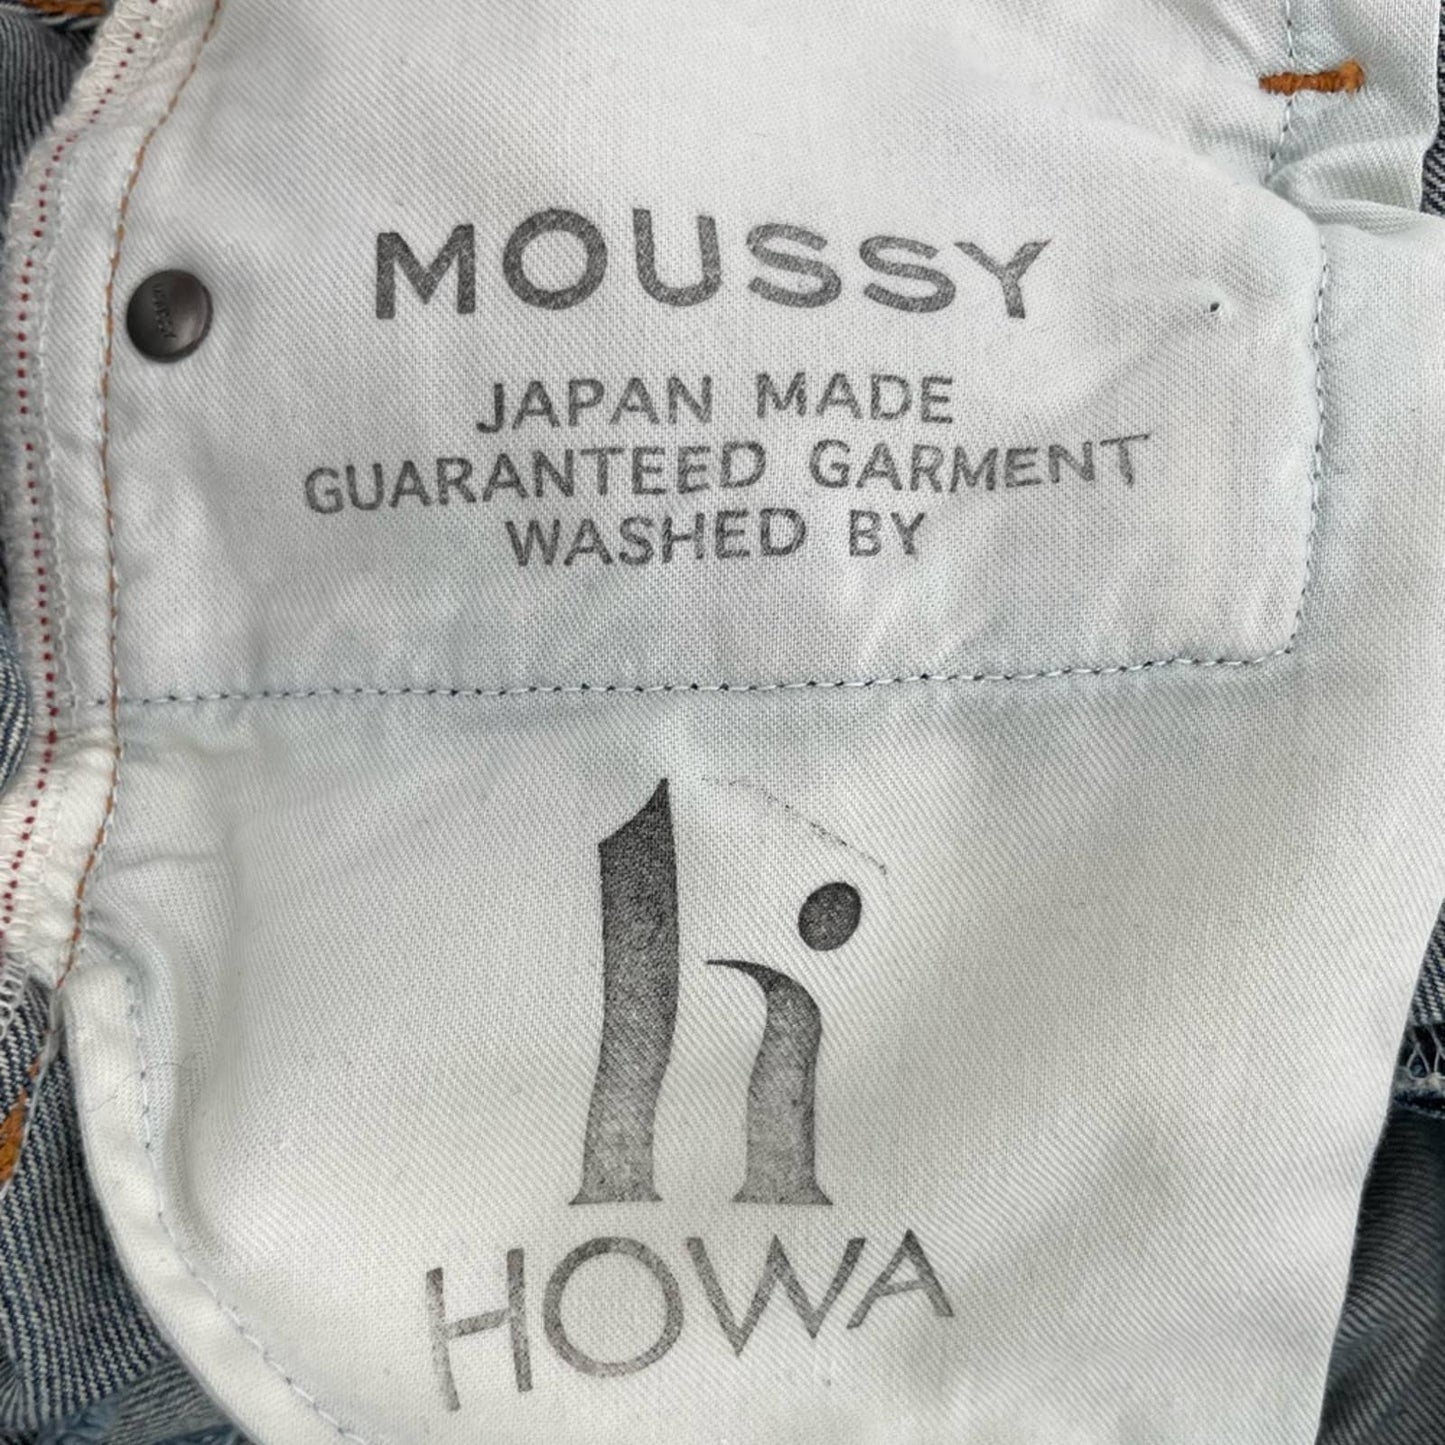 MOUSSY
JAPAN MADE
GUARANTEED GARMENT
WASHED BY
HOWA